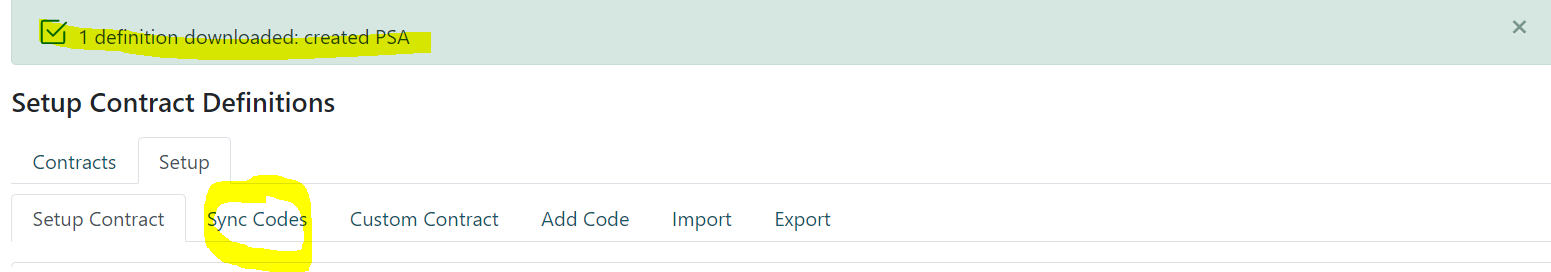 1 definition downloaded: created PSA
×
Setup Contract Definitions
Contracts Setup
Setup Contract Sync Codes Custom Contract Add Code Import Export